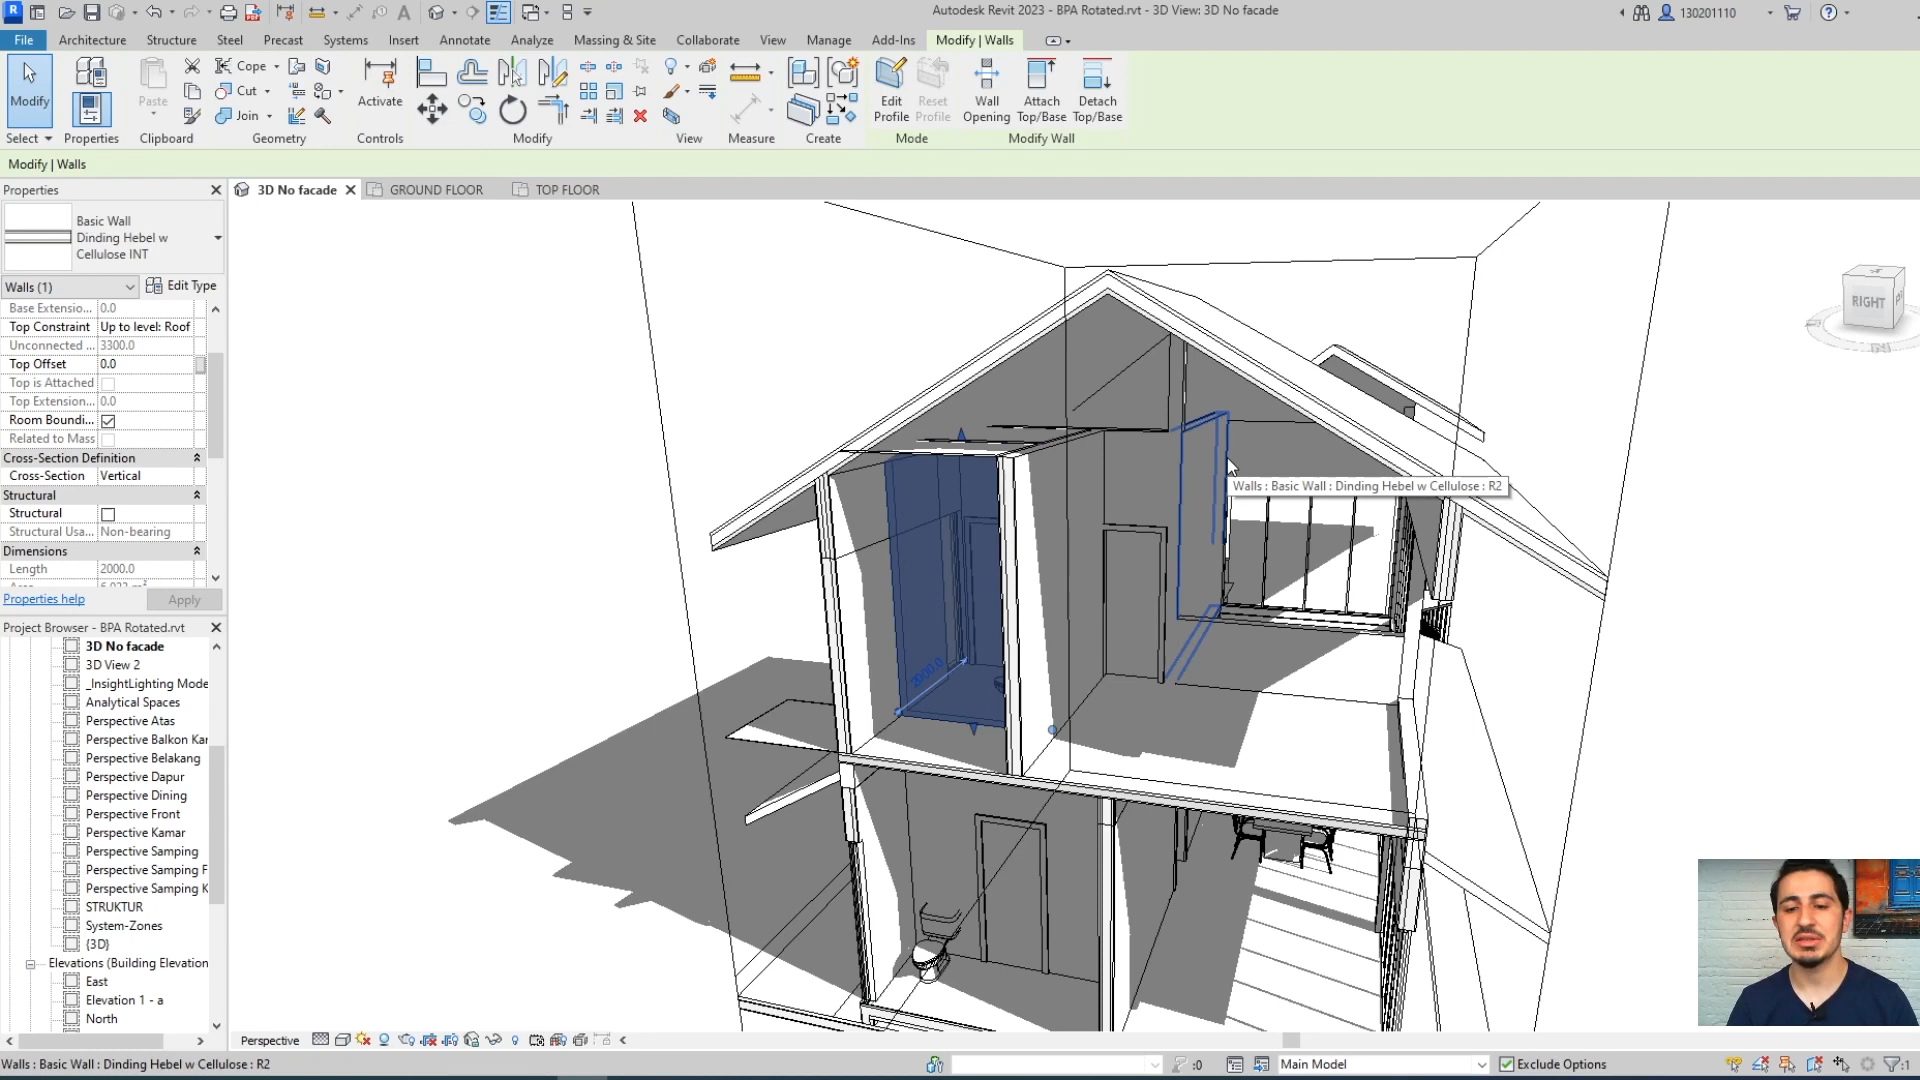 Autodesk Revit 2023 - BPA Rotated.rvt - 3D View: 3D No facade
130201110
File Architecture Structure Steel Precast Systems Insert Annotate Analyze Massing & Site Collaborate View Manage Add-Ins Modify | Walls
Modify
Select
Properties
Paste
Clipboard
Cope
Cut
Join
Geometry
Activate
Controls
Modify
View
Measure
Create
Edit Profile
Reset Profile
Mode
Wall Opening
Attach Top/Base
Detach Top/Base
Modify Wall
Modify | Walls
Properties
3D No facade
GROUND FLOOR
TOP FLOOR
Basic Wall
Dinding Hebel w
Cellulose INT
Walls (1)
Edit Type
Base Extensio... 0.0
Top Constraint Up to level: Roof
Unconnected ... 3300.0
Top Offset 0.0
Top is Attached
Top Extension... 0.0
Room Boundi...
Related to Mass
Cross-Section Definition
Cross-Section Vertical
Structural
Structural
Structural Usa... Non-bearing
Dimensions
Length 2000.0
Properties help
Apply
Project Browser - BPA Rotated.rvt
3D No facade
3D View 2
_InsightLighting Mode
Analytical Spaces
Perspective Atas
Perspective Balkon Kar
Perspective Belakang
Perspective Dapur
Perspective Dining
Perspective Front
Perspective Kamar
Perspective Samping
Perspective Samping F
Perspective Samping K
STRUKTUR
System-Zones
{3D}
Elevations (Building Elevation
East
Elevation 1 - a
North
RIGHT
Walls : Basic Wall : Dinding Hebel w Cellulose : R2
2000.0
Perspective
Walls : Basic Wall : Dinding Hebel w Cellulose : R2
:0
Main Model
Exclude Options
:1